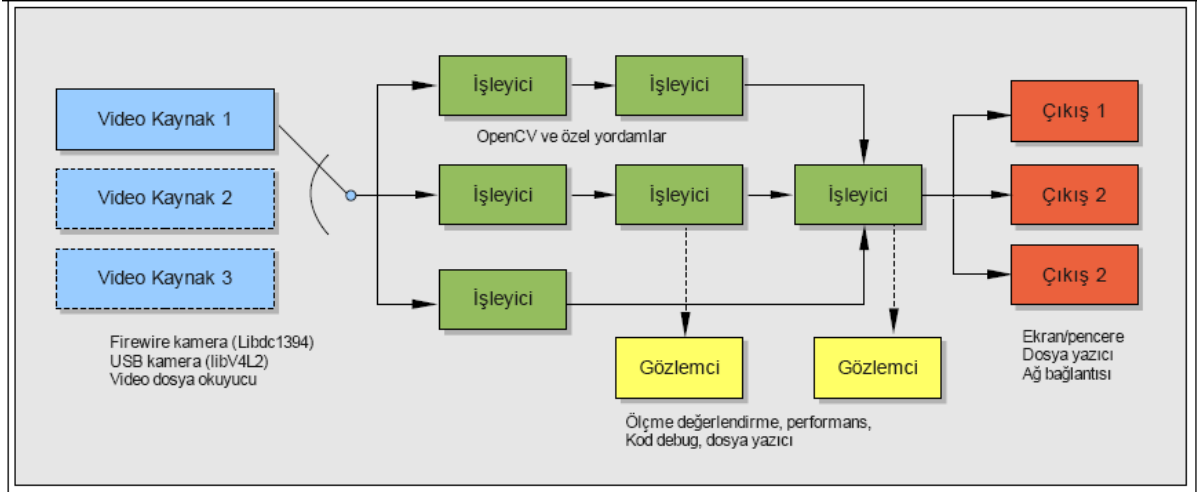 Video Kaynak 1
Video Kaynak 2
Video Kaynak 3
Firewire kamera (Libdc1394)
USB kamera (libV4L2)
Video dosya okuyucu
İşleyici
İşleyici
OpenCV ve özel yordamlar
İşleyici
İşleyici
İşleyici
İşleyici
Gözlemci
Gözlemci
Ölçme değerlendirme, performans,
Kod debug, dosya yazıcı
Çıkış 1
Çıkış 2
Çıkış 2
Ekran/pencere
Dosya yazıcı
Ağ bağlantısı